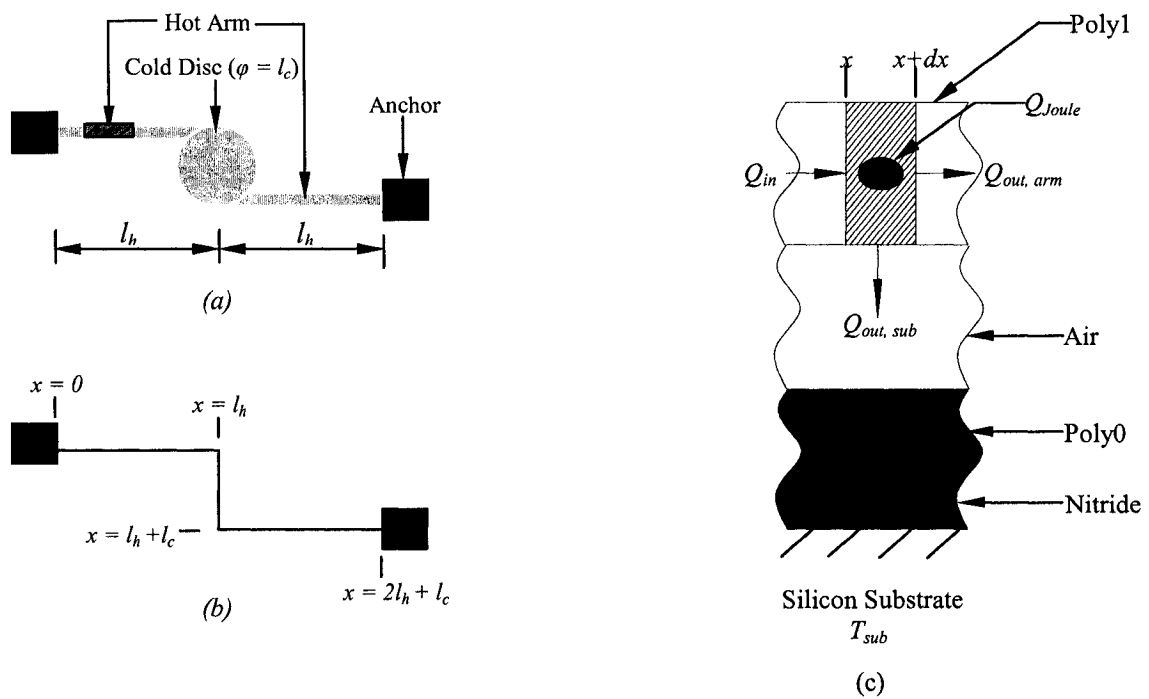 Hot Arm
Cold Disc (φ = l_c)
Anchor
l_h
l_h
(a)
x = 0
x = l_h
x = l_h + l_c
x = 2l_h + l_c
(b)
Poly1
x
x+dx
Q_Joule
Q_in
Q_out, arm
Q_out, sub
Air
Poly0
Nitride
Silicon Substrate
T_sub
(c)